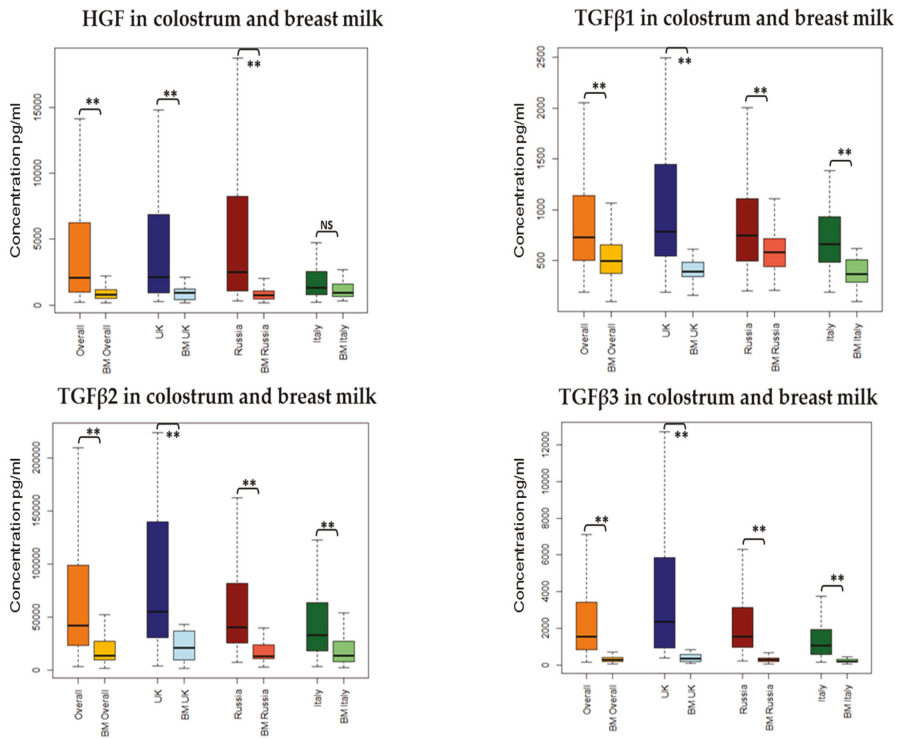 HGF in colostrum and breast milk
Concentration pg/ml
15000
10000
5000
0
**
**
**
NS
Overall
BM Overall
UK
BM UK
Russia
BM Russia
Italy
BM Italy
TGFβ1 in colostrum and breast milk
Concentration pg/ml
2500
2000
1500
1000
500
**
**
**
**
Overall
BM Overall
UK
BM UK
Russia
BM Russia
Italy
BM Italy
TGFβ2 in colostrum and breast milk
Concentration pg/ml
200000
150000
100000
50000
0
**
**
**
**
Overall
BM Overall
UK
BM UK
Russia
BM Russia
Italy
BM Italy
TGFβ3 in colostrum and breast milk
Concentration pg/ml
12000
10000
8000
6000
4000
2000
0
**
**
**
**
Overall
BM Overall
UK
BM UK
Russia
BM Russia
Italy
BM Italy